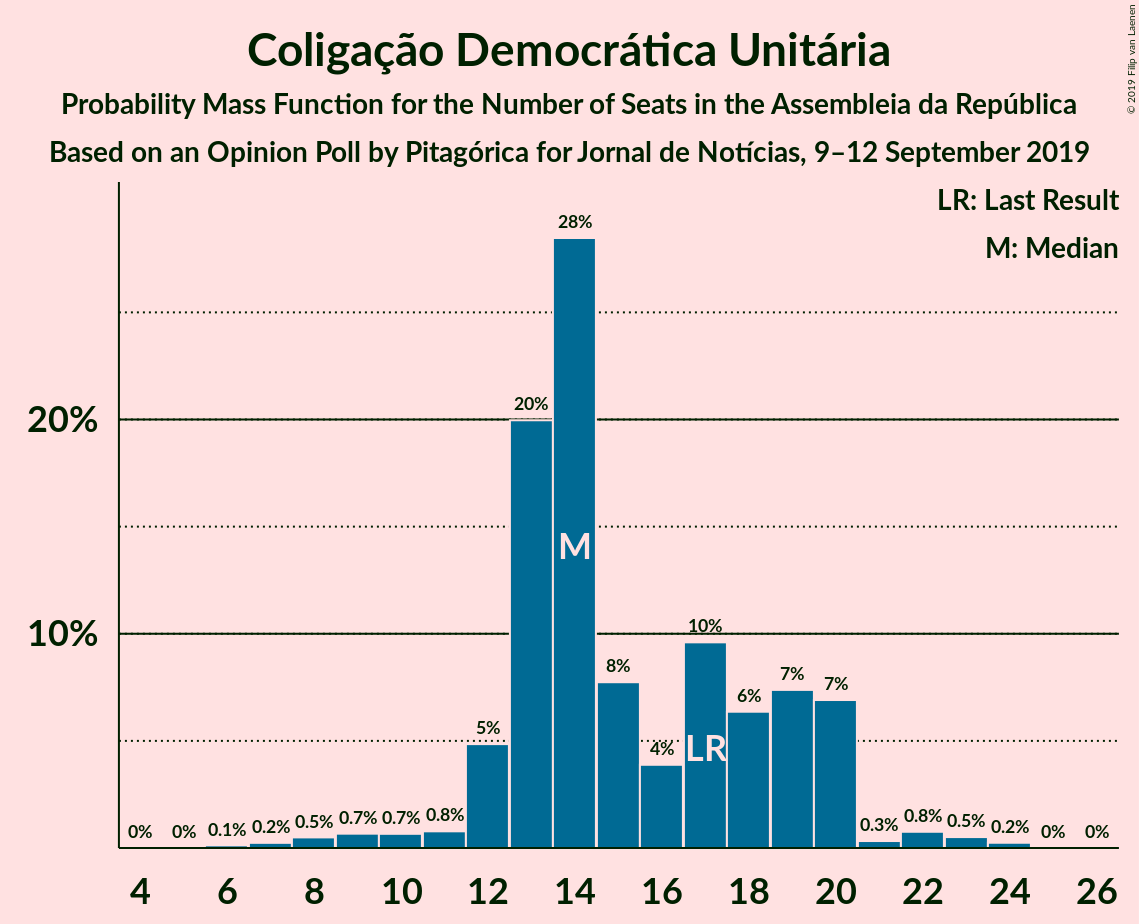 Coligação Democrática Unitária
Probability Mass Function for the Number of Seats in the Assembleia da República
Based on an Opinion Poll by Pitagórica for Jornal de Notícias, 9–12 September 2019
© 2019 Filip van Laenen
LR: Last Result
M: Median
20%
10%
0%
0%
0.1%
0.2%
0.5%
0.7%
0.7%
0.8%
5%
20%
28%
8%
4%
10%
6%
7%
7%
0.3%
0.8%
0.5%
0.2%
0%
0%
M
LR
4 6 8 10 12 14 16 18 20 22 24 26